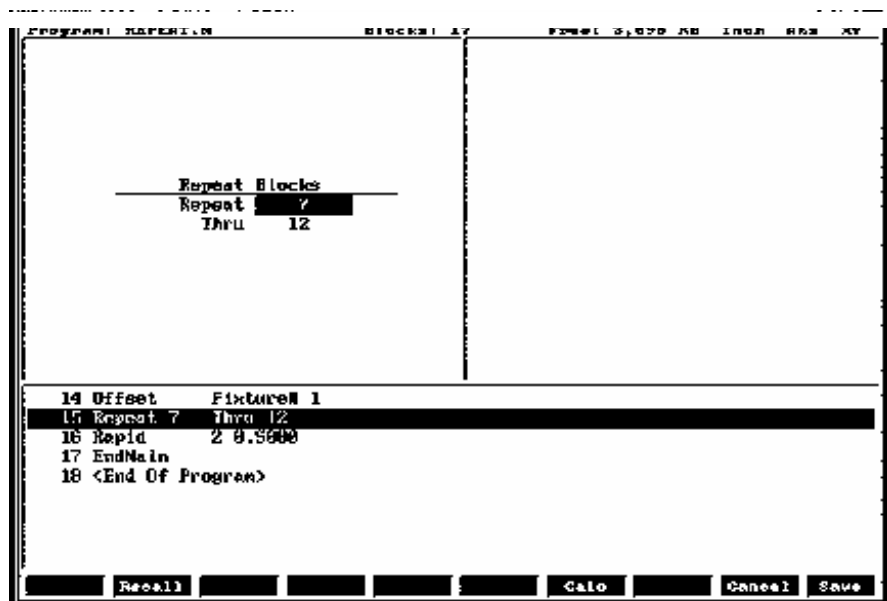 Blocks: 17 Inch
Repeat Blocks
Repeat 7
Thru 12
14 Offset Fixture# 1
15 Repeat 7 Thru 12
16 Rapid Z 0.5000
17 EndMain
18 <End Of Program>
Recall Calc Cancel Save